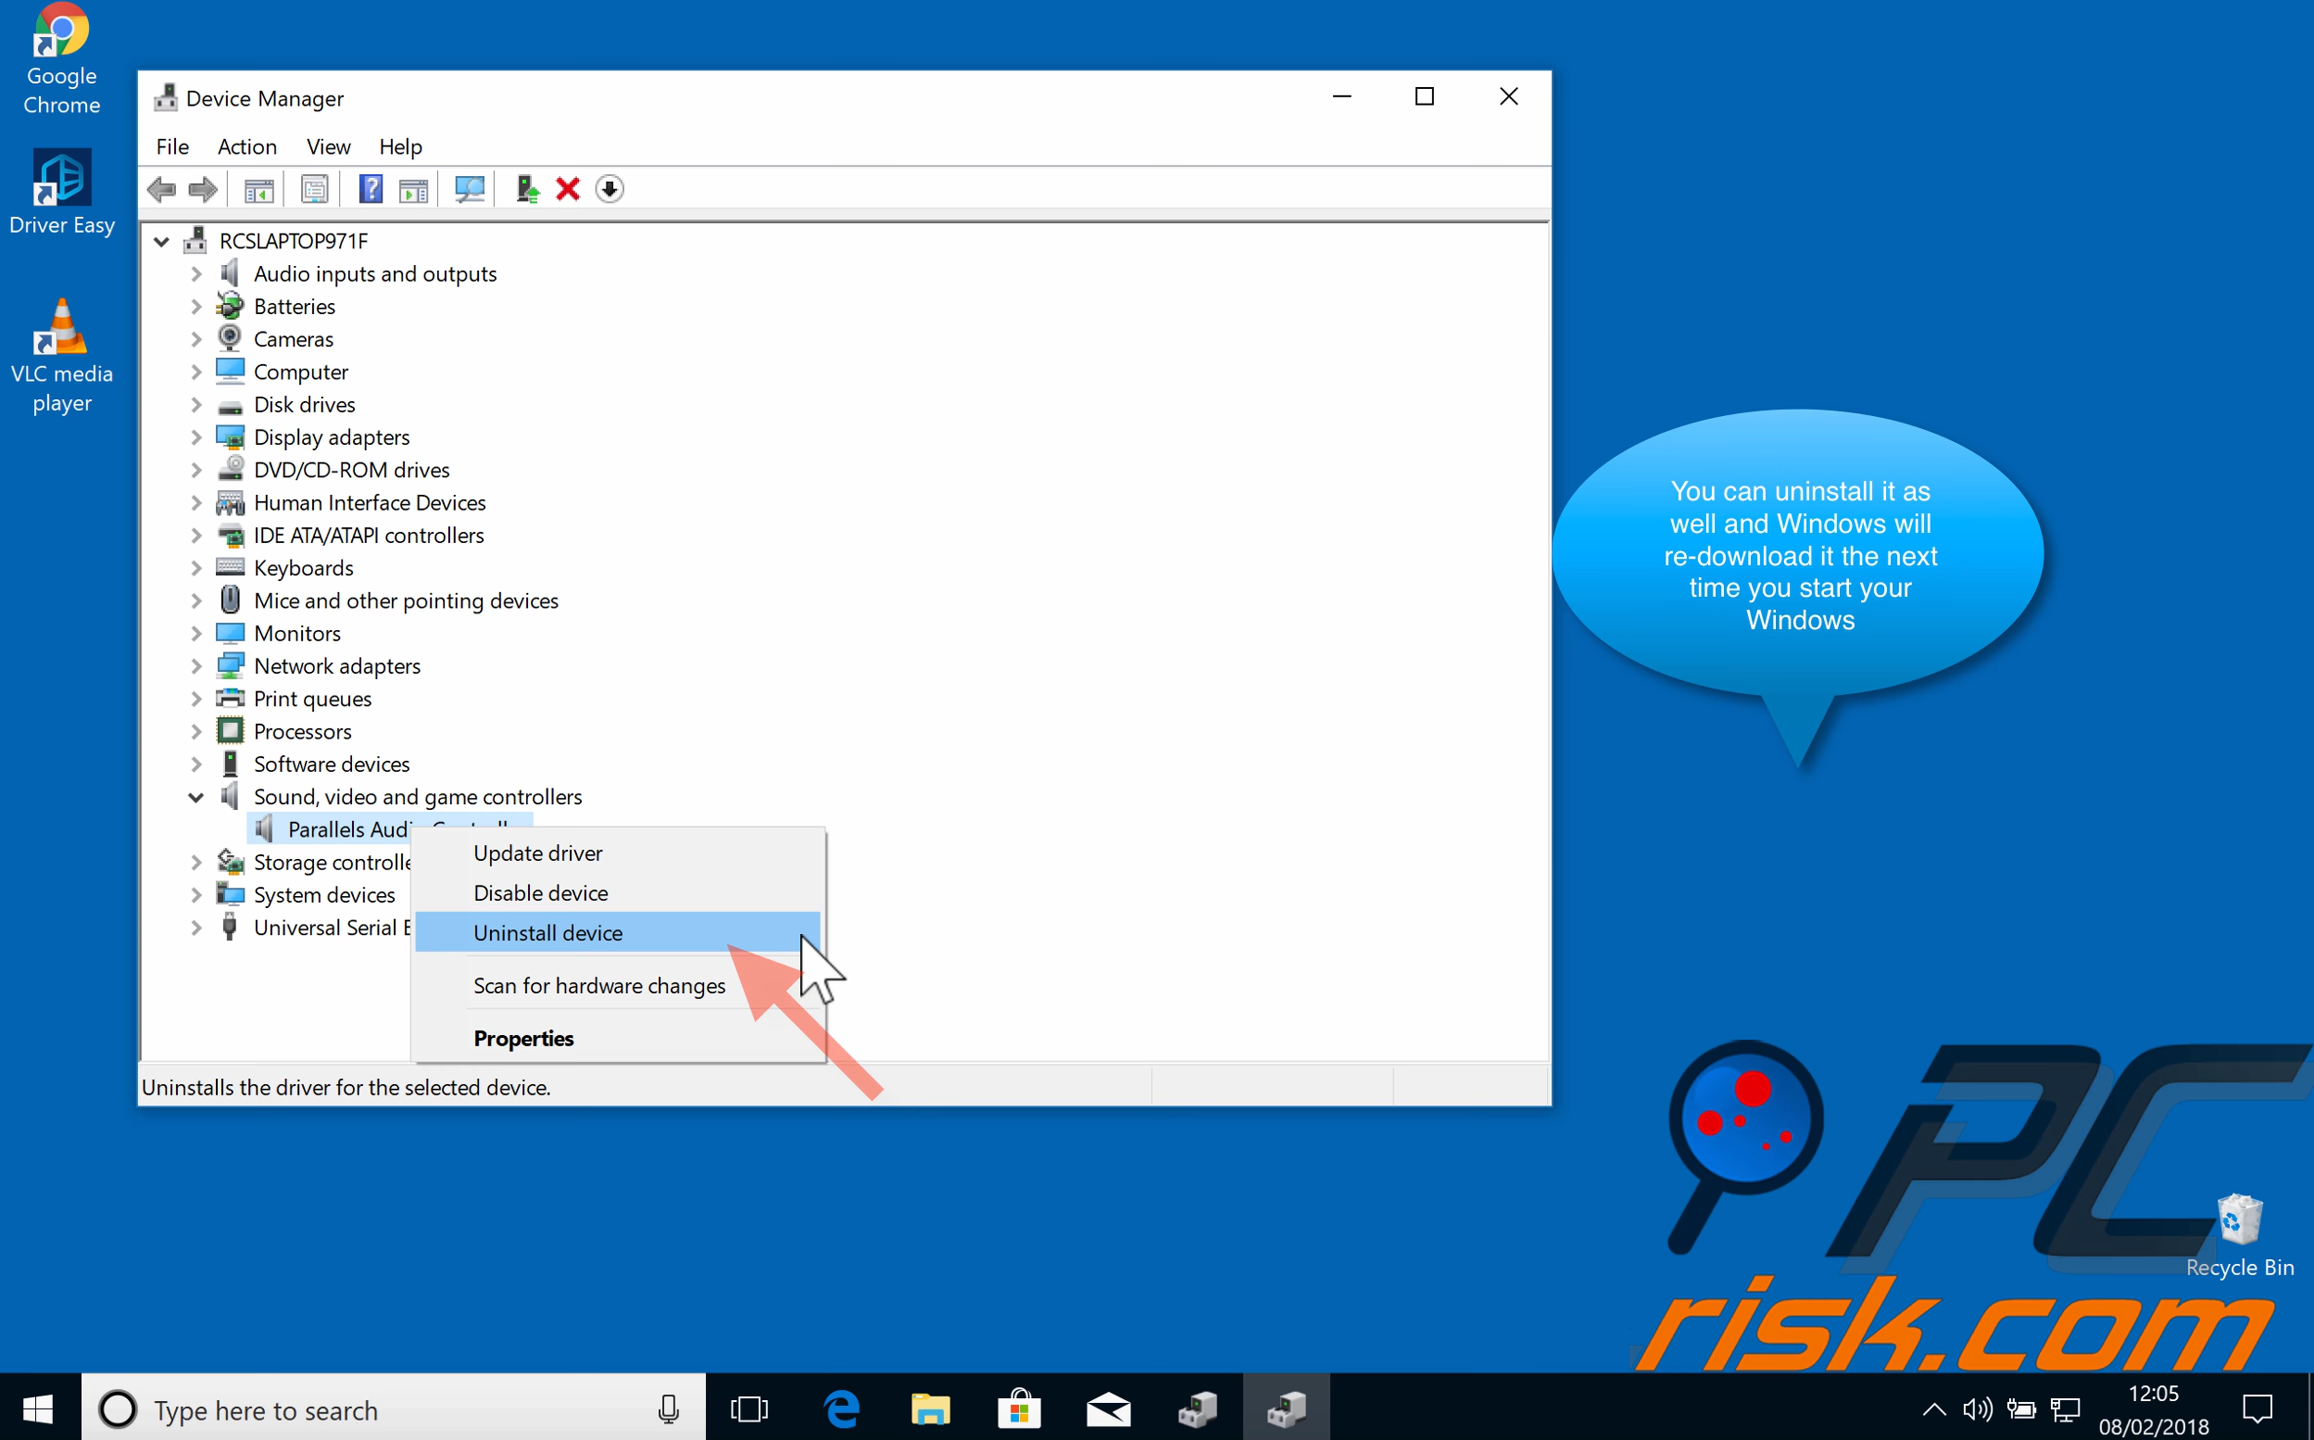 Google
Chrome
Driver Easy
VLC media
player
Device Manager
File Action View Help
RCSLAPTOP971F
Audio inputs and outputs
Batteries
Cameras
Computer
Disk drives
Display adapters
DVD/CD-ROM drives
Human Interface Devices
IDE ATA/ATAPI controllers
Keyboards
Mice and other pointing devices
Monitors
Network adapters
Print queues
Processors
Software devices
Sound, video and game controllers
Parallels
Storage
System devices
Universal Serial
Update driver
Disable device
Uninstall device
Scan for hardware changes
Properties
Uninstalls the driver for the selected device.
You can uninstall it as
well and Windows will
re-download it the next
time you start your
Windows
PC
risk.com
Recycle Bin
Type here to search
12:05
08/02/2018